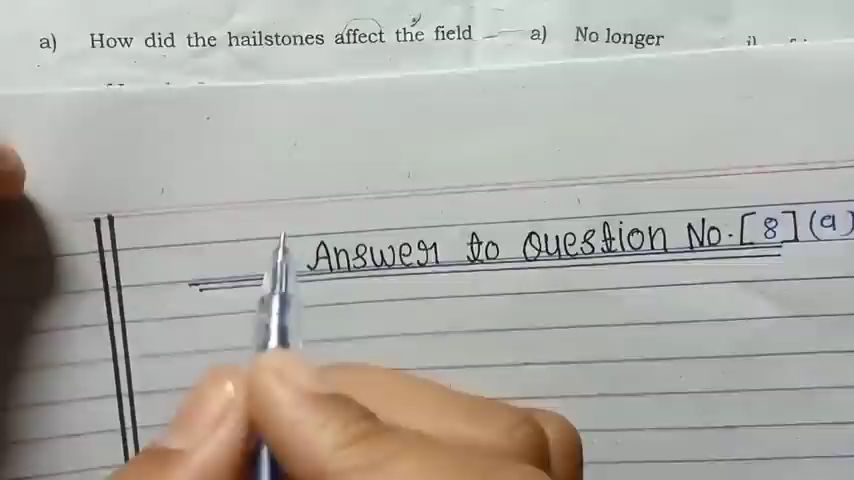 a) How did the hailstones affect the field a) No longer
Answer to Question No. [8] (a)